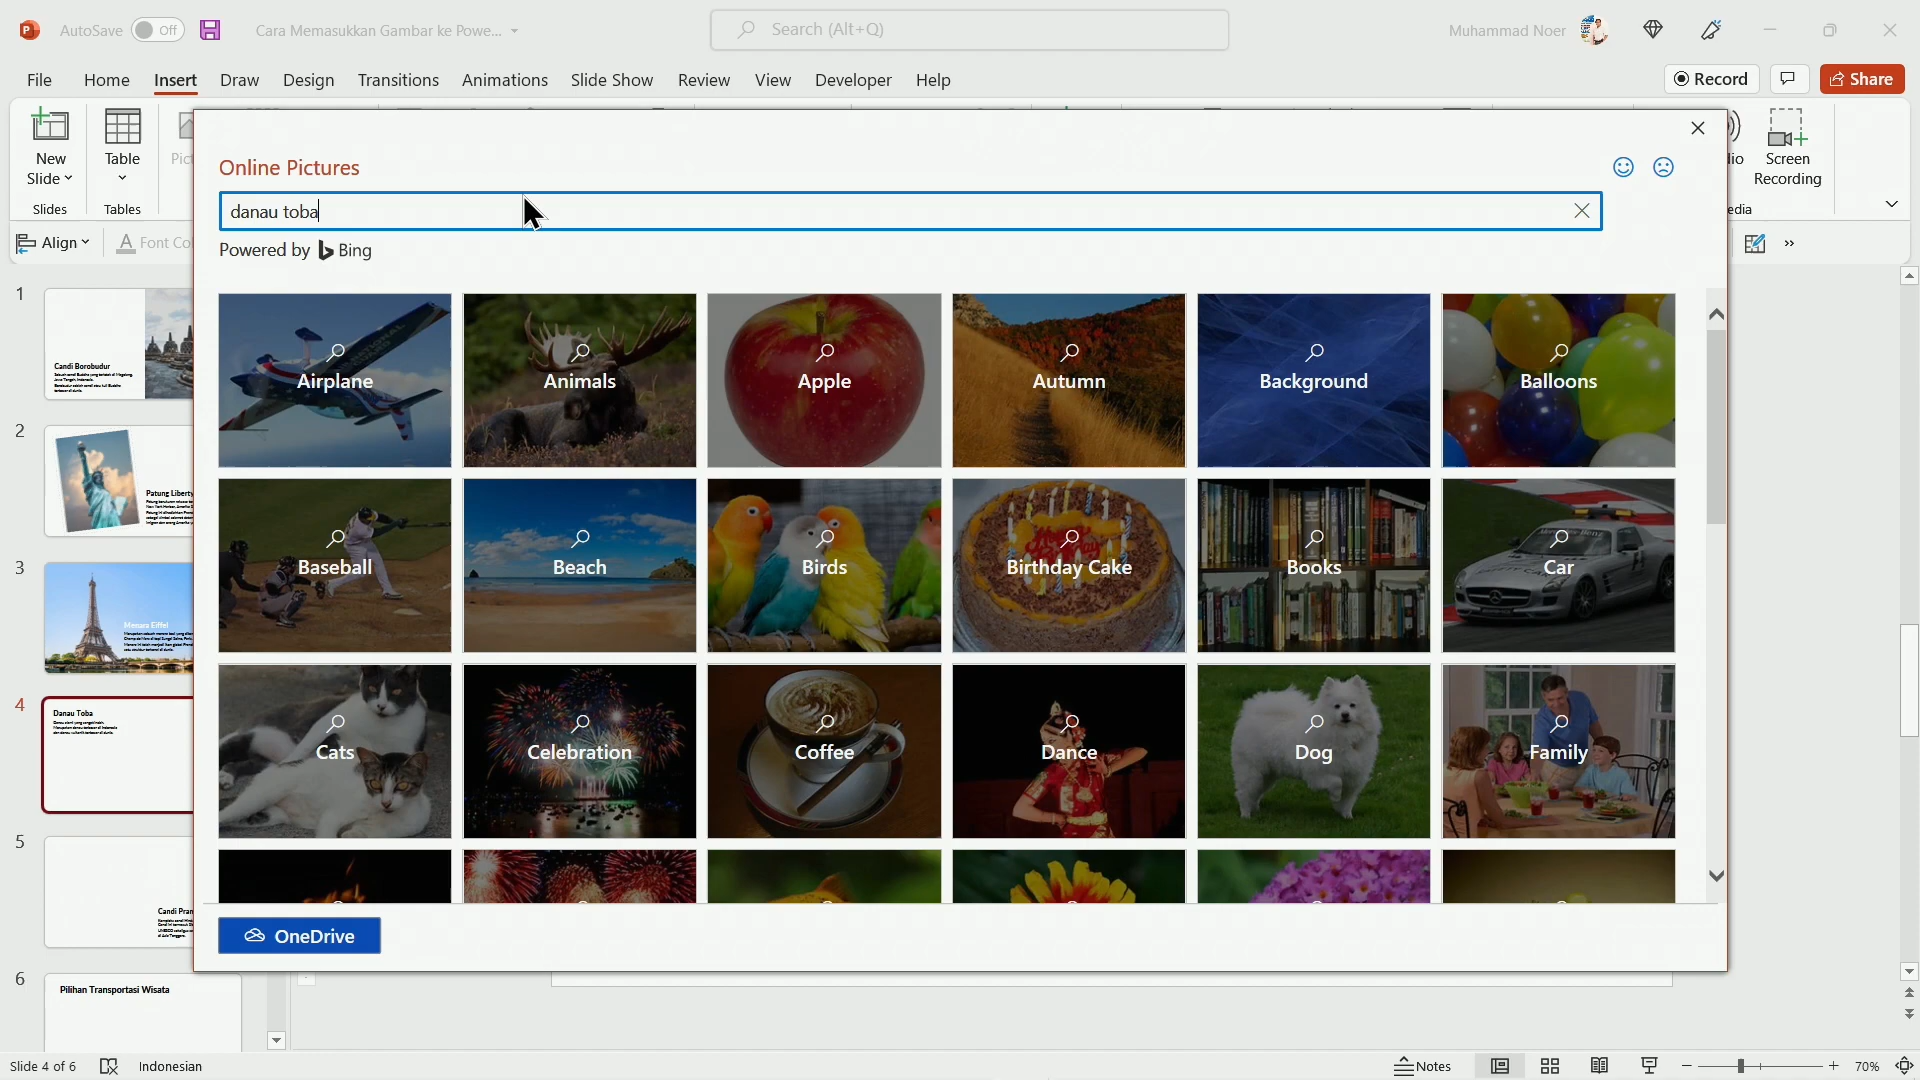 AutoSave Off Cara Memasukkan Gambar ke Powe... Search (Alt+Q) Muhammad Noer
File Home Insert Draw Design Transitions Animations Slide Show Review View Developer Help Record Share
New Slide
Table
Screen Recording
Slides Tables
Align
Online Pictures
danau toba
Powered by Bing
Airplane Animals Apple Autumn Background Balloons
Baseball Beach Birds Birthday Cake Books Car
Cats Celebration Coffee Dance Dog Family
OneDrive
1
Candi Borobudur
2
Patung Liberty
3
Menara Eiffel
4
Danau Toba
5
6
Pilihan Transportasi Wisata
Slide 4 of 6 Indonesian Notes 70%